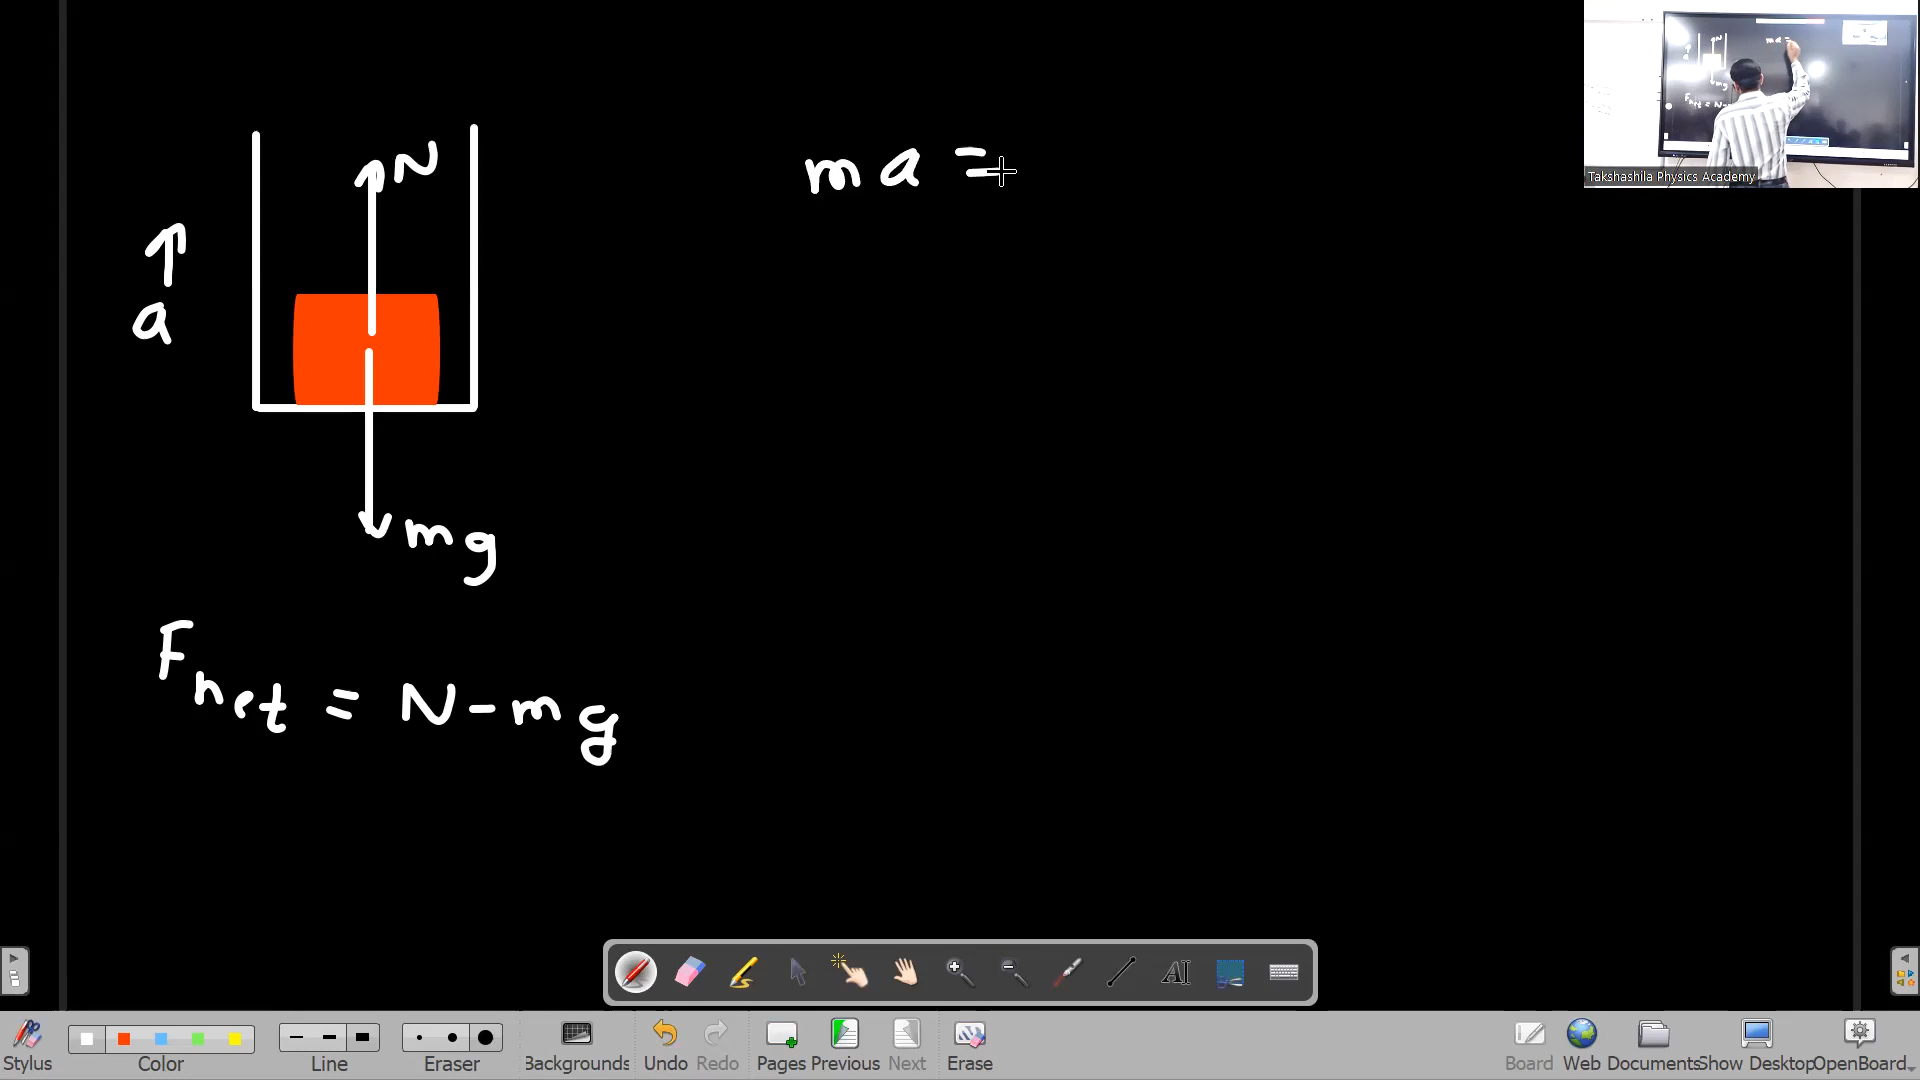 N
ma =
a
mg
Fnet = N - mg
Takshashila Physics Academy
AI
Stylus
Color
Line
Eraser
Backgrounds
Undo
Redo
Pages
Previous
Next
Erase
Board
Web
Documents
Show Desktop
OpenBoard